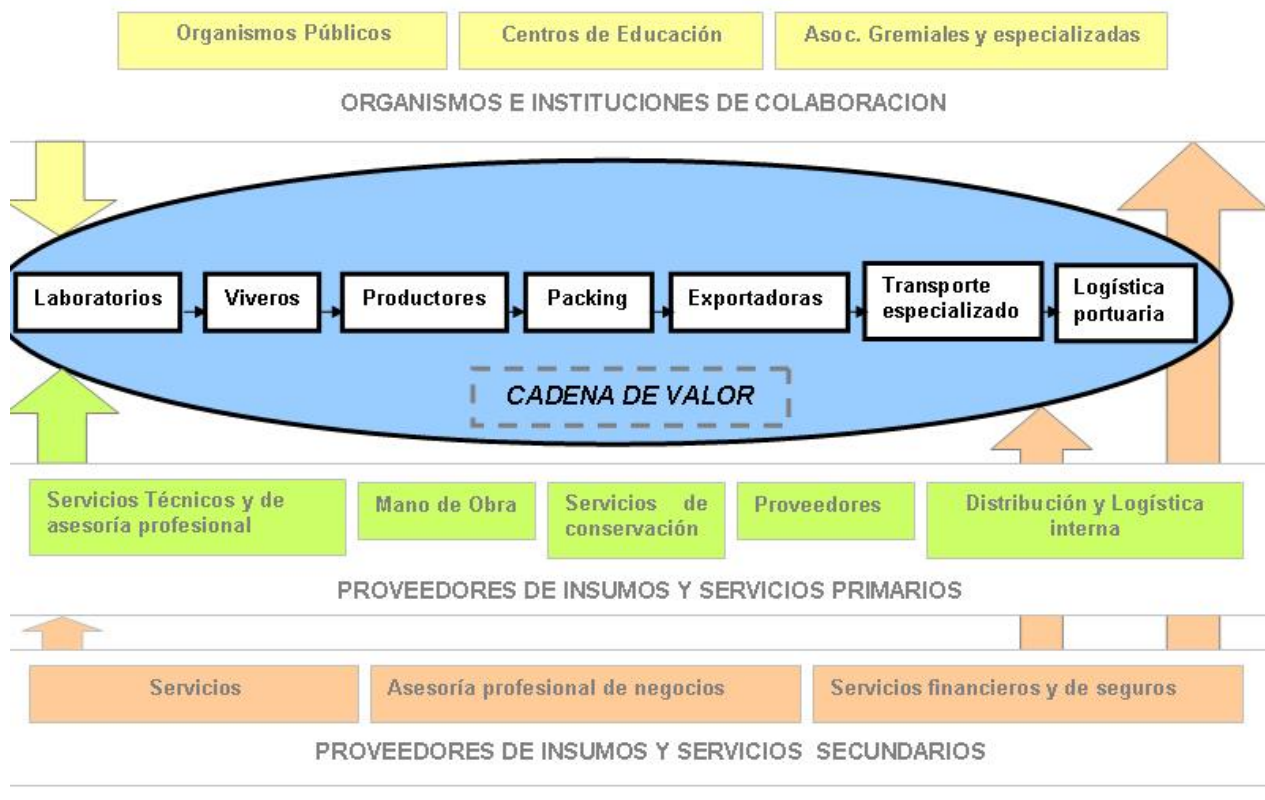 Organismos Públicos
Centros de Educación
Asoc. Gremiales y especializadas
ORGANISMOS E INSTITUCIONES DE COLABORACION
Laboratorios
Viveros
Productores
Packing
Exportadoras
Transporte
especializado
Logística
portuaria
CADENA DE VALOR
Servicios Técnicos y de
asesoría profesional
Mano de Obra
Servicios de
conservación
Proveedores
Distribución y Logística
interna
PROVEEDORES DE INSUMOS Y SERVICIOS PRIMARIOS
Servicios
Asesoría profesional de negocios
Servicios financieros y de seguros
PROVEEDORES DE INSUMOS Y SERVICIOS SECUNDARIOS